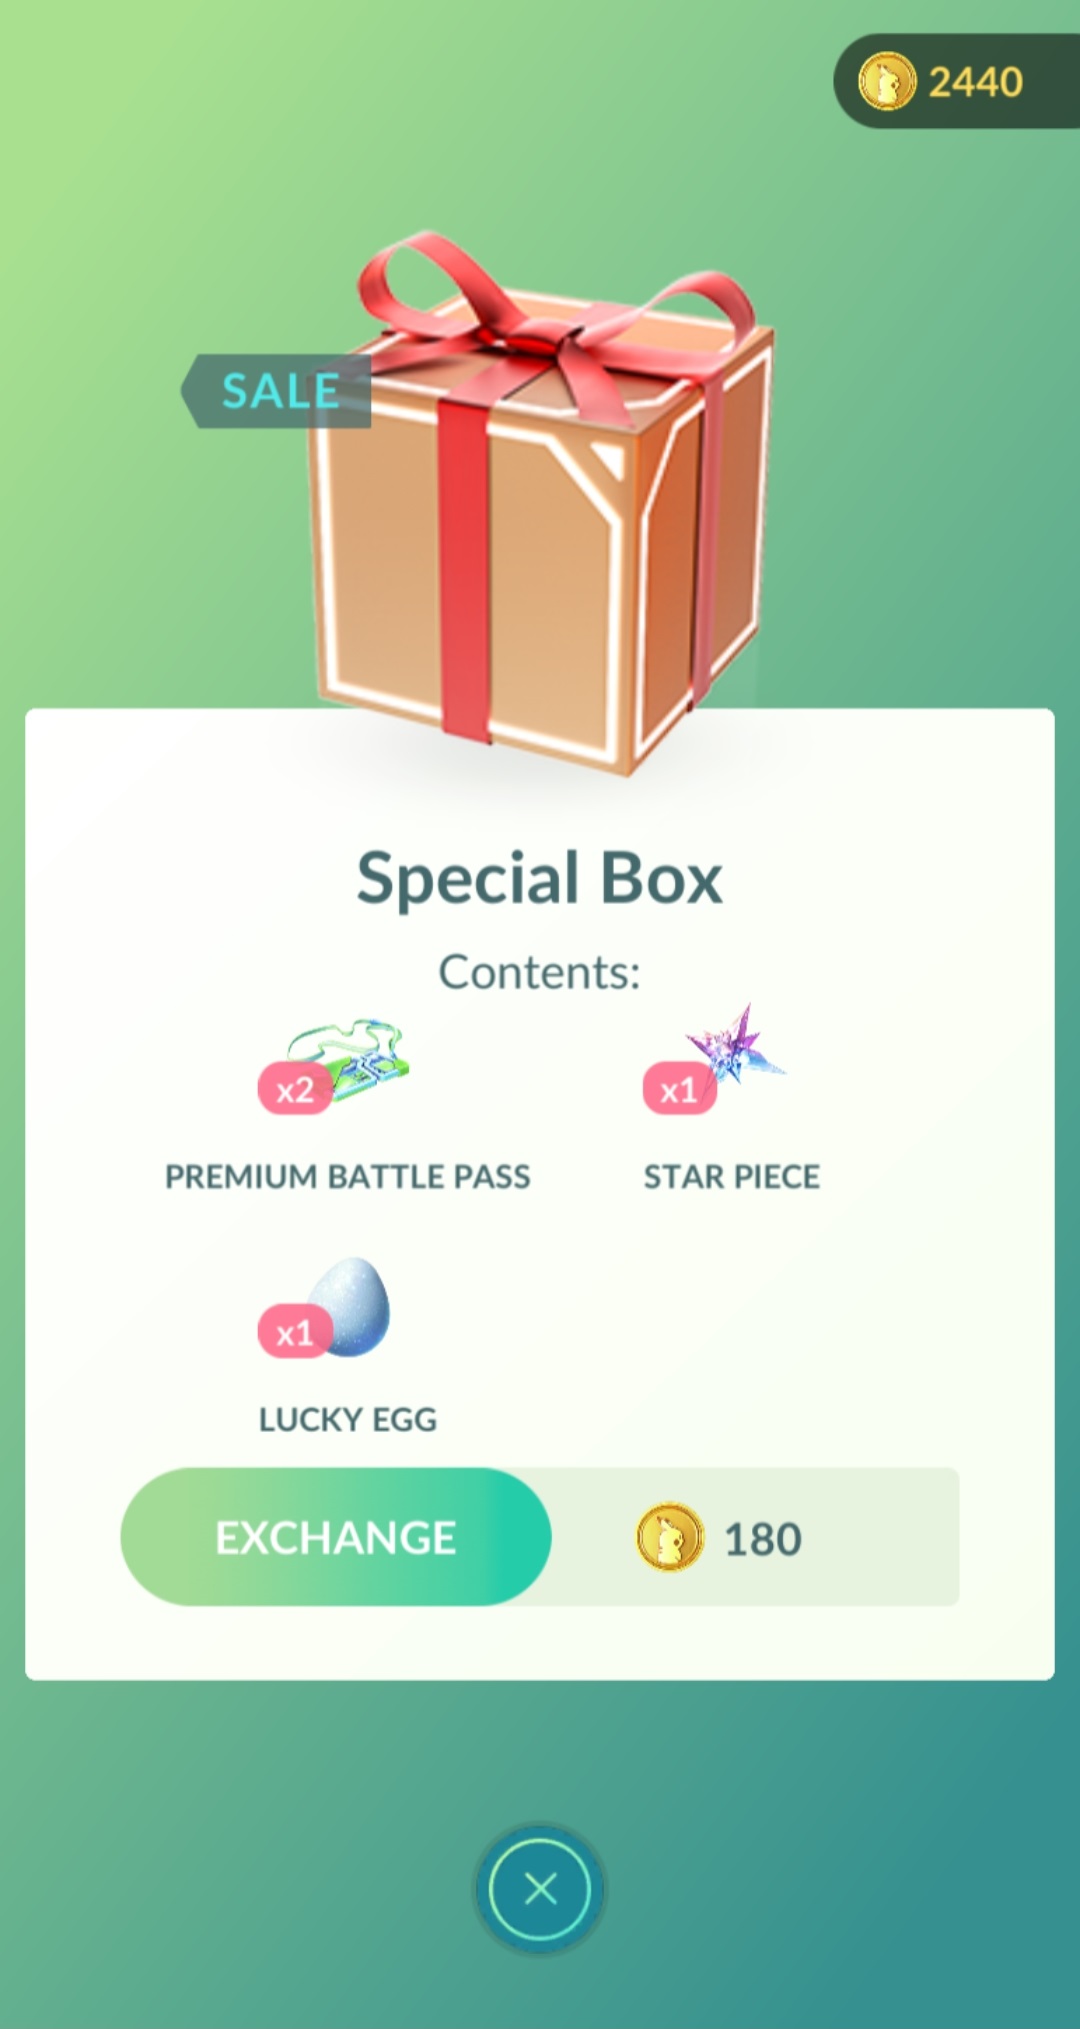 2440
SALE
Special Box
Contents:
x2
PREMIUM BATTLE PASS
x1
STAR PIECE
x1
LUCKY EGG
EXCHANGE
180